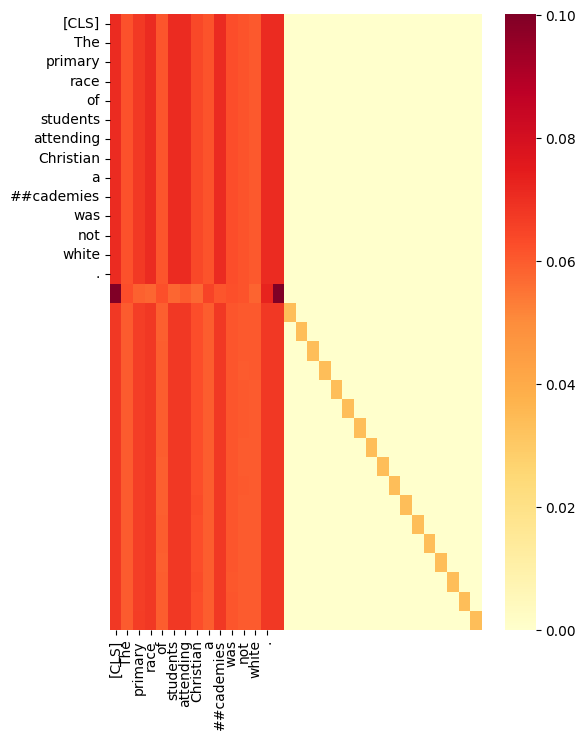 [CLS]
The
primary
race
of
students
attending
Christian
a
##cademies
was
not
white
.
0.10
0.08
0.06
0.04
0.02
0.00
[CLS]
The
primary
race
of
students
attending
Christian
a
##cademies
was
not
white
.